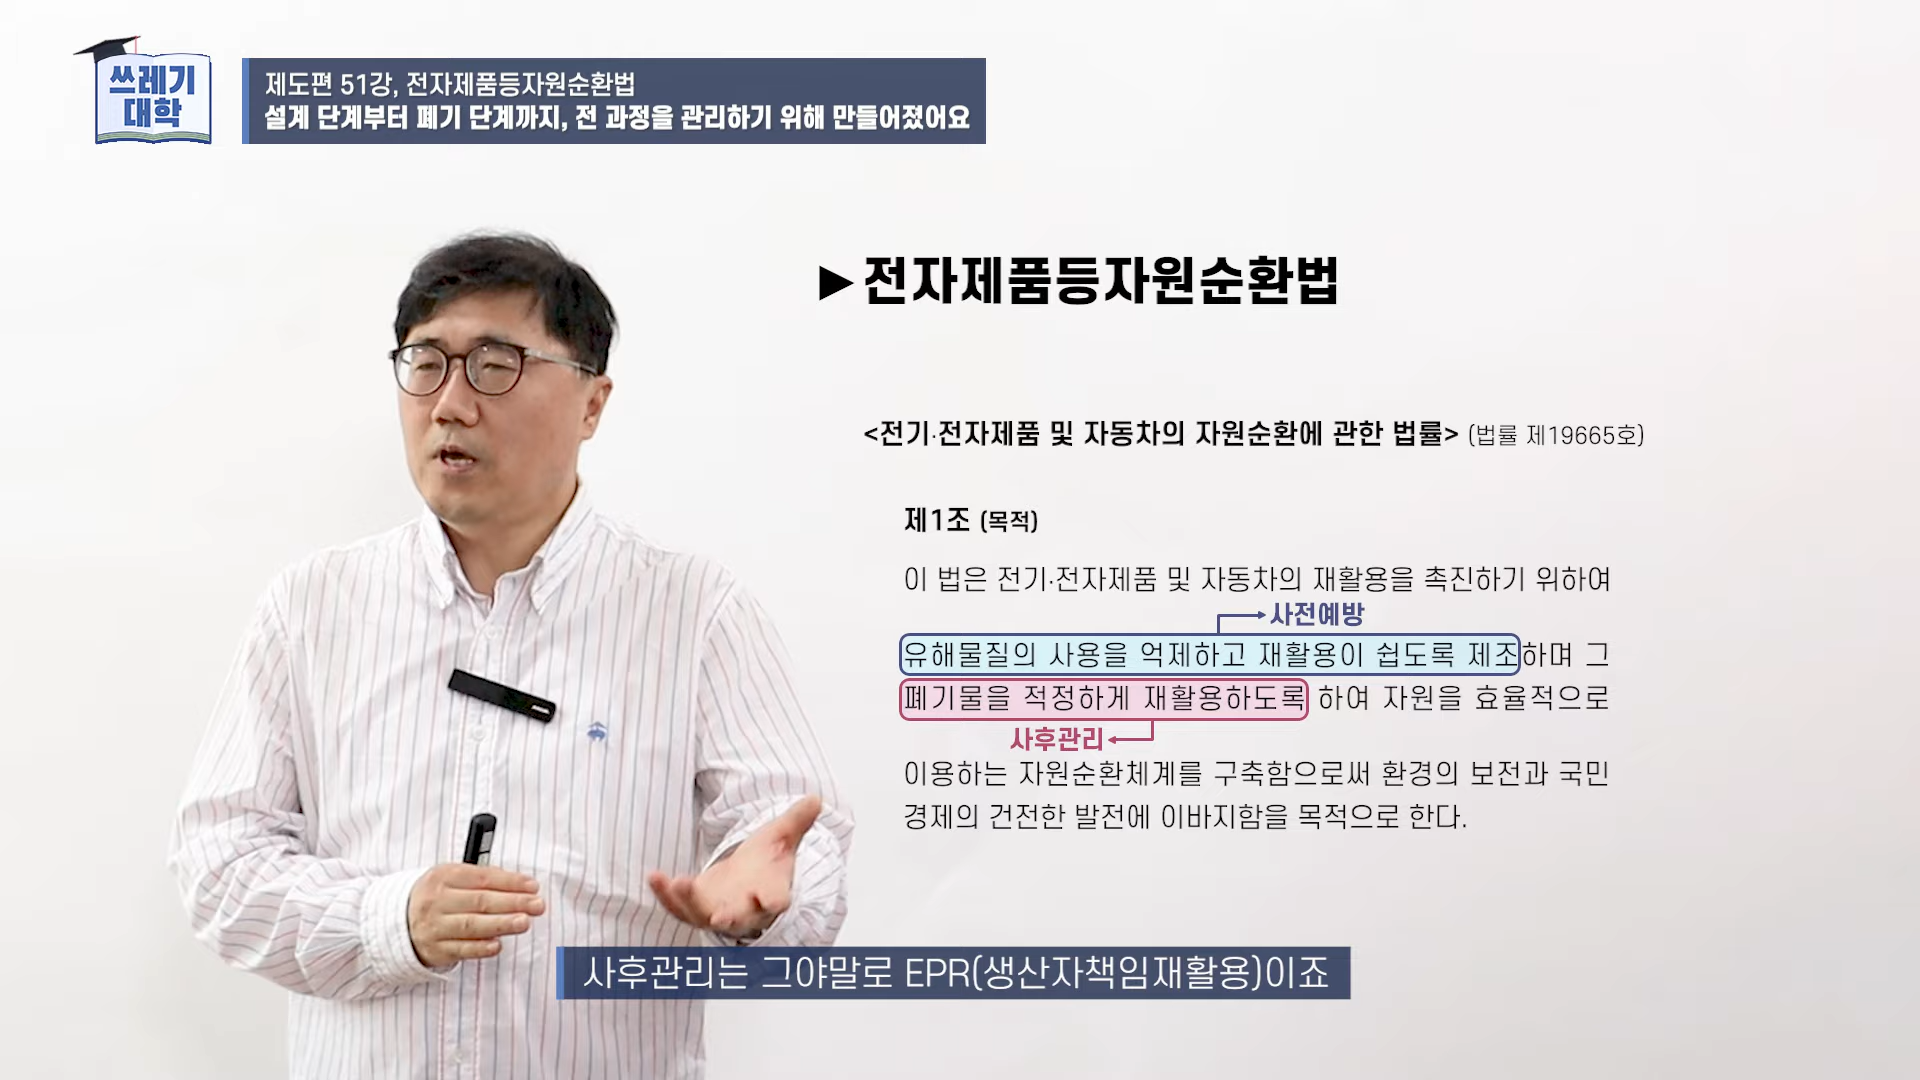 쓰레기
대학
제도편 51강, 전자제품등자원순환법
설계 단계부터 폐기 단계까지, 전 과정을 관리하기 위해 만들어졌어요
▶전자제품등자원순환법
<전기·전자제품 및 자동차의 자원순환에 관한 법률> (법률 제19665호)
제1조 (목적)
이 법은 전기·전자제품 및 자동차의 재활용을 촉진하기 위하여
사전예방
유해물질의 사용을 억제하고 재활용이 쉽도록 제조하며 그
폐기물을 적정하게 재활용하도록 하여 자원을 효율적으로
사후관리
이용하는 자원순환체계를 구축함으로써 환경의 보전과 국민
경제의 건전한 발전에 이바지함을 목적으로 한다.
사후관리는 그야말로 EPR(생산자책임재활용)이죠